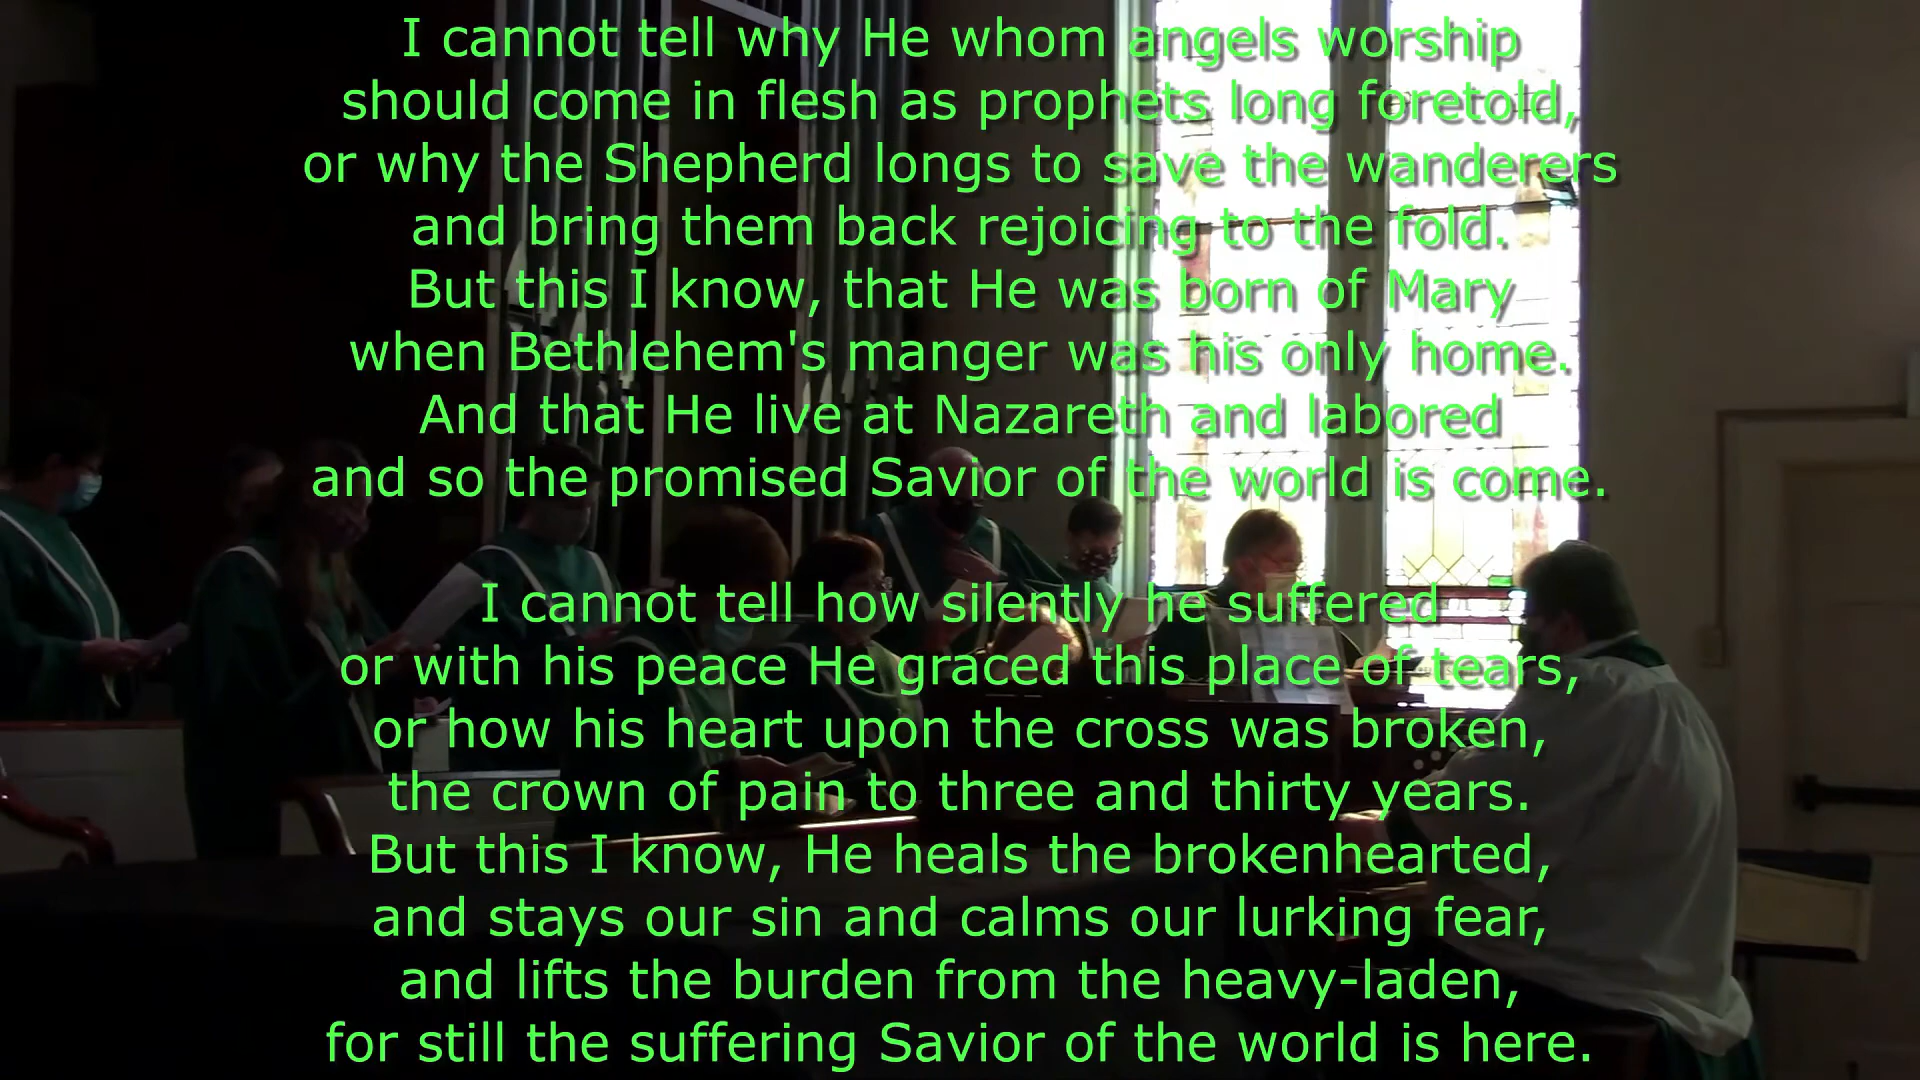 I cannot tell why He whom angels worship
should come in flesh as prophets long foretold,
or why the Shepherd longs to save the wanderers
and bring them back rejoicing to the fold.
But this I know, that He was born of Mary
when Bethlehem's manger was his only home.
And that He live at Nazareth and labored
and so the promised Savior of the world is come.
I cannot tell how silently he suffered
or with his peace He graced this place of tears,
or how his heart upon the cross was broken,
the crown of pain to three and thirty years.
But this I know, He heals the brokenhearted,
and stays our sin and calms our lurking fear,
and lifts the burden from the heavy-laden,
for still the suffering Savior of the world is here.